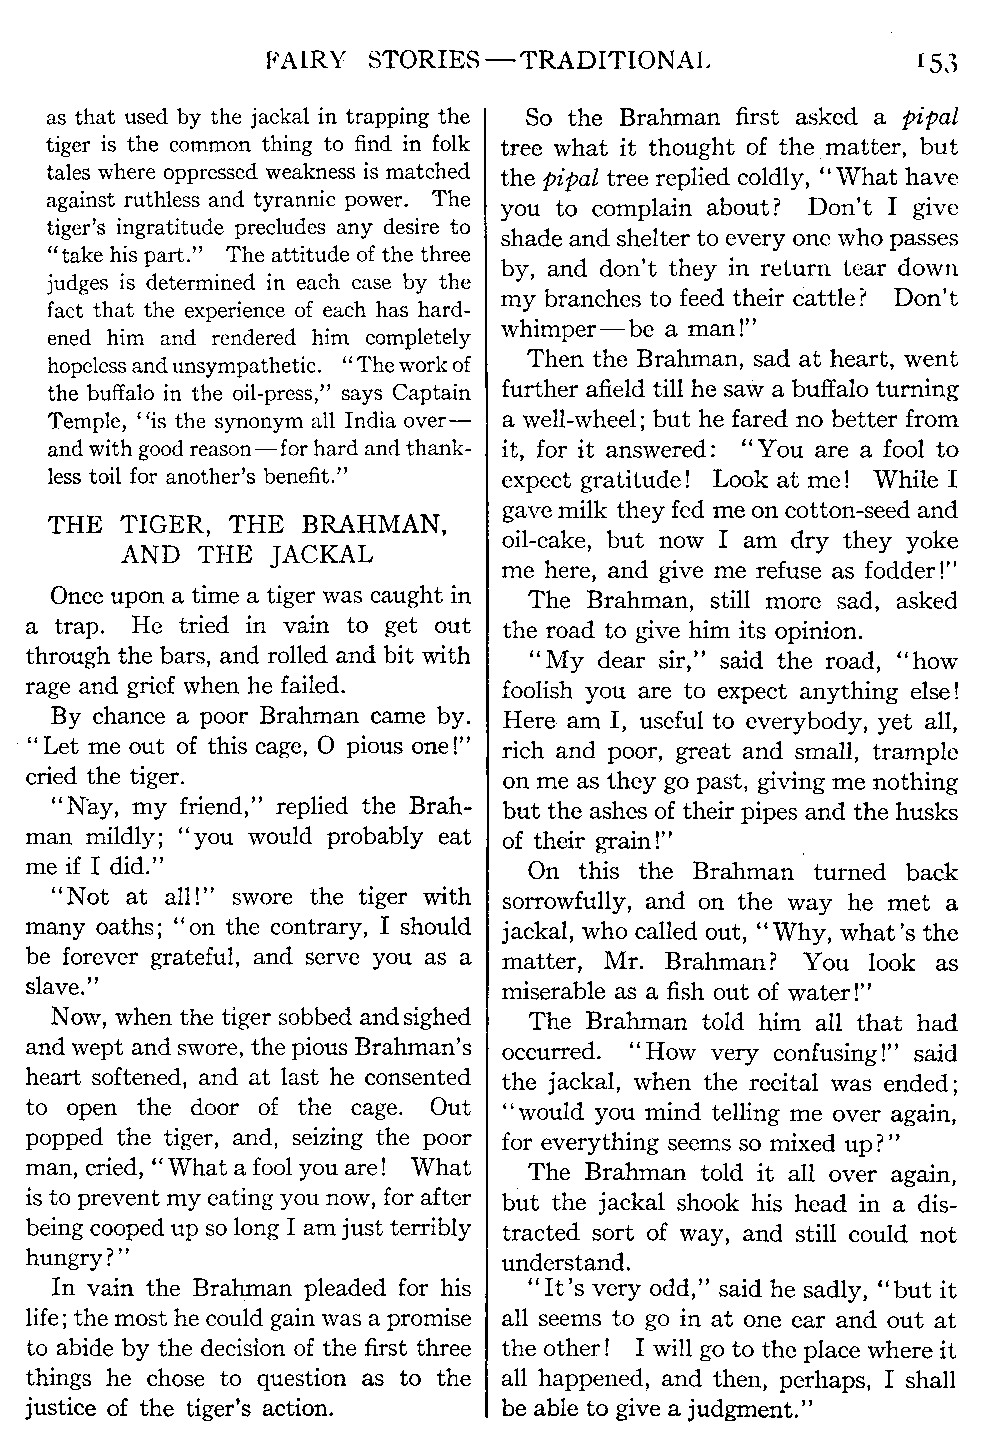 FAIRY STORIES—TRADITIONAL 153
as that used by the jackal in trapping the
tiger is the common thing to find in folk
tales where oppressed weakness is matched
against ruthless and tyrannic power. The
tiger's ingratitude precludes any desire to
"take his part." The attitude of the three
judges is determined in each case by the
fact that the experience of each has hard-
ened him and rendered him completely
hopeless and unsympathetic. "The work of
the buffalo in the oil-press," says Captain
Temple, "is the synonym all India over—
and with good reason—for hard and thank-
less toil for another's benefit."
THE TIGER, THE BRAHMAN,
AND THE JACKAL
Once upon a time a tiger was caught in
a trap. He tried in vain to get out
through the bars, and rolled and bit with
rage and grief when he failed.
By chance a poor Brahman came by.
"Let me out of this cage, O pious one!"
cried the tiger.
"Nay, my friend," replied the Brah-
man mildly; "you would probably eat
me if I did."
"Not at all!" swore the tiger with
many oaths; "on the contrary, I should
be forever grateful, and serve you as a
slave."
Now, when the tiger sobbed and sighed
and wept and swore, the pious Brahman's
heart softened, and at last he consented
to open the door of the cage. Out
popped the tiger, and, seizing the poor
man, cried, "What a fool you are! What
is to prevent my eating you now, for after
being cooped up so long I am just terribly
hungry?"
In vain the Brahman pleaded for his
life; the most he could gain was a promise
to abide by the decision of the first three
things he chose to question as to the
justice of the tiger's action.
So the Brahman first asked a pipal
tree what it thought of the matter, but
the pipal tree replied coldly, "What have
you to complain about? Don't I give
shade and shelter to every one who passes
by, and don't they in return tear down
my branches to feed their cattle? Don't
whimper—be a man!"
Then the Brahman, sad at heart, went
further afield till he saw a buffalo turning
a well-wheel; but he fared no better from
it, for it answered: "You are a fool to
expect gratitude! Look at me! While I
gave milk they fed me on cotton-seed and
oil-cake, but now I am dry they yoke
me here, and give me refuse as fodder!"
The Brahman, still more sad, asked
the road to give him its opinion.
"My dear sir," said the road, "how
foolish you are to expect anything else!
Here am I, useful to everybody, yet all,
rich and poor, great and small, trample
on me as they go past, giving me nothing
but the ashes of their pipes and the husks
of their grain!"
On this the Brahman turned back
sorrowfully, and on the way he met a
jackal, who called out, "Why, what's the
matter, Mr. Brahman? You look as
miserable as a fish out of water!"
The Brahman told him all that had
occurred. "How very confusing!" said
the jackal, when the recital was ended;
"would you mind telling me over again,
for everything seems so mixed up?"
The Brahman told it all over again,
but the jackal shook his head in a dis-
tracted sort of way, and still could not
understand.
"It's very odd," said he sadly, "but it
all seems to go in at one ear and out at
the other! I will go to the place where it
all happened, and then, perhaps, I shall
be able to give a judgment."